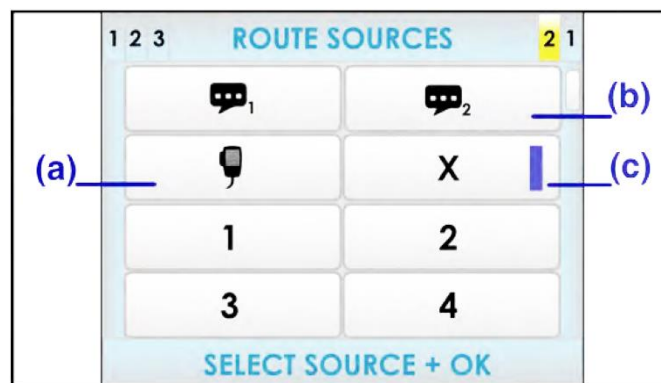 1 2 3 ROUTE SOURCES 2 1
1 2 (b)
(a) X (c)
1 2
3 4
SELECT SOURCE + OK